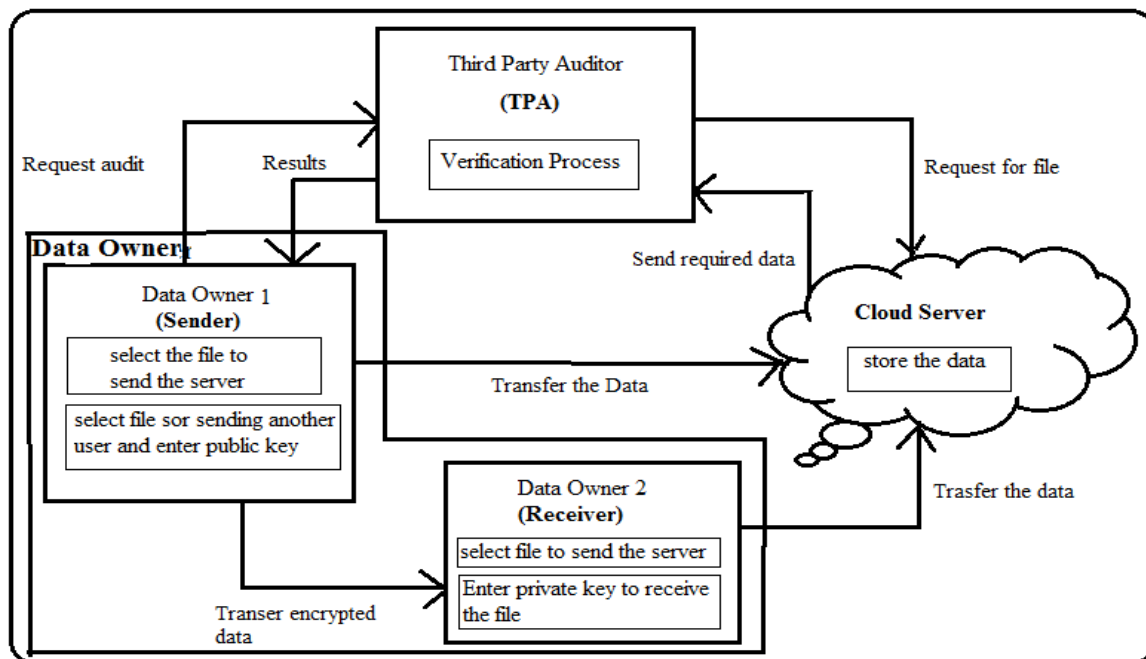 Third Party Auditor
(TPA)
Verification Process
Request audit
Results
Request for file
Send required data
Data Owner
Data Owner 1
(Sender)
select the file to
send the server
select file sor sending another
user and enter public key
Transfer the Data
Cloud Server
store the data
Data Owner 2
(Receiver)
select file to send the server
Enter private key to receive
the file
Trasfer the data
Transer encrypted
data